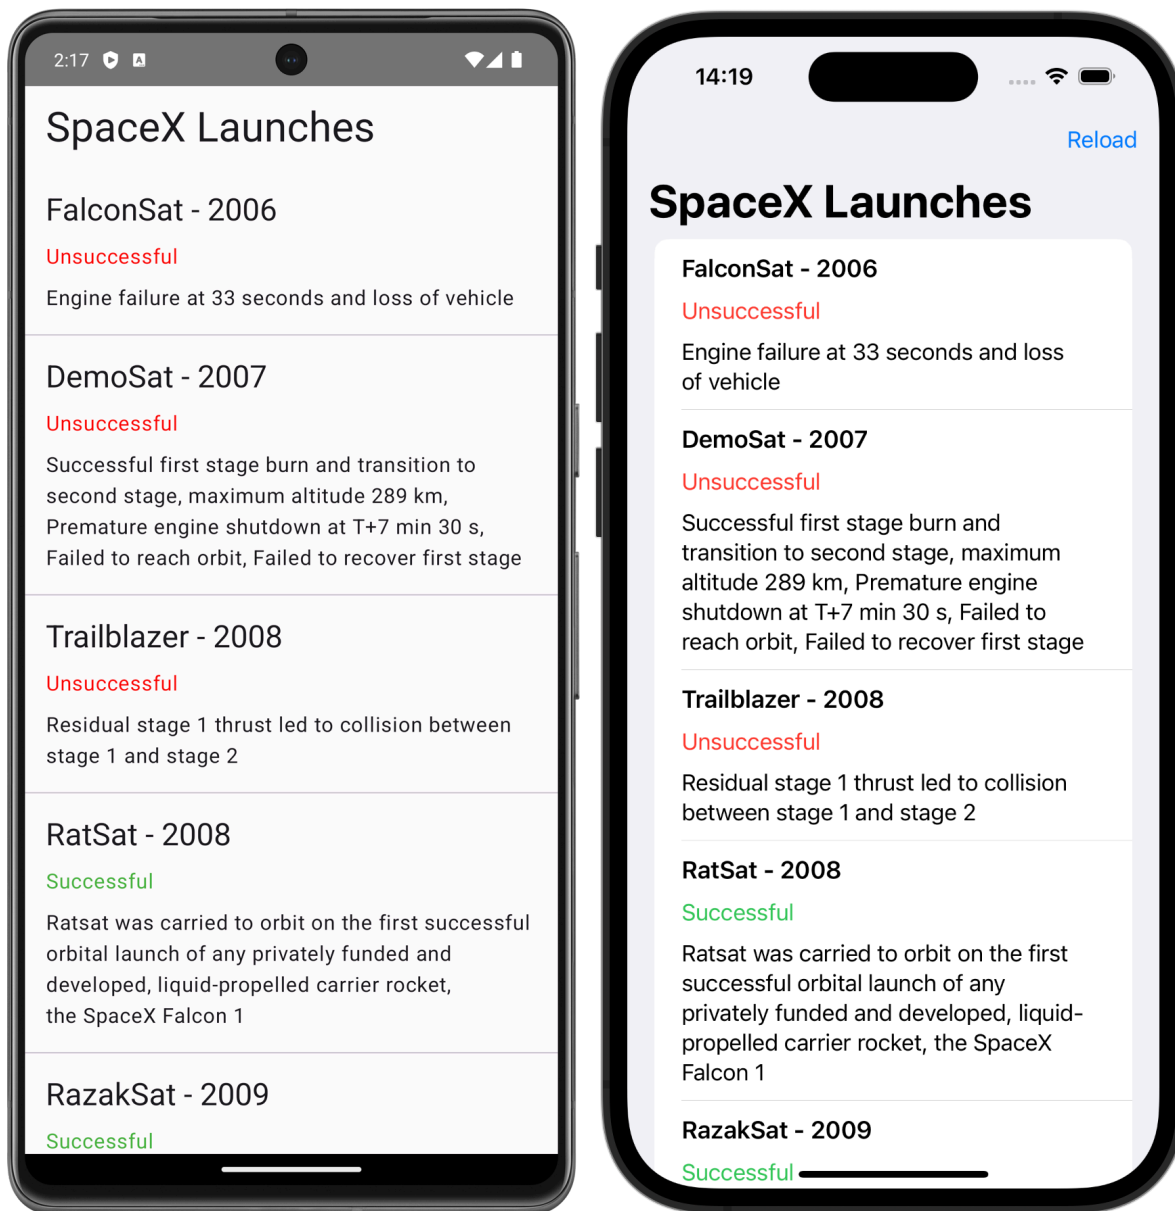 2:17
SpaceX Launches
FalconSat - 2006
Unsuccessful
Engine failure at 33 seconds and loss of vehicle
DemoSat - 2007
Unsuccessful
Successful first stage burn and transition to
second stage, maximum altitude 289 km,
Premature engine shutdown at T+7 min 30 s,
Failed to reach orbit, Failed to recover first stage
Trailblazer - 2008
Unsuccessful
Residual stage 1 thrust led to collision between
stage 1 and stage 2
RatSat - 2008
Successful
Ratsat was carried to orbit on the first successful
orbital launch of any privately funded and
developed, liquid-propelled carrier rocket,
the SpaceX Falcon 1
RazakSat - 2009
Successful
14:19
Reload
SpaceX Launches
FalconSat - 2006
Unsuccessful
Engine failure at 33 seconds and loss
of vehicle
DemoSat - 2007
Unsuccessful
Successful first stage burn and
transition to second stage, maximum
altitude 289 km, Premature engine
shutdown at T+7 min 30 s, Failed to
reach orbit, Failed to recover first stage
Trailblazer - 2008
Unsuccessful
Residual stage 1 thrust led to collision
between stage 1 and stage 2
RatSat - 2008
Successful
Ratsat was carried to orbit on the first
successful orbital launch of any
privately funded and developed, liquid-
propelled carrier rocket, the SpaceX
Falcon 1
RazakSat - 2009
Successful